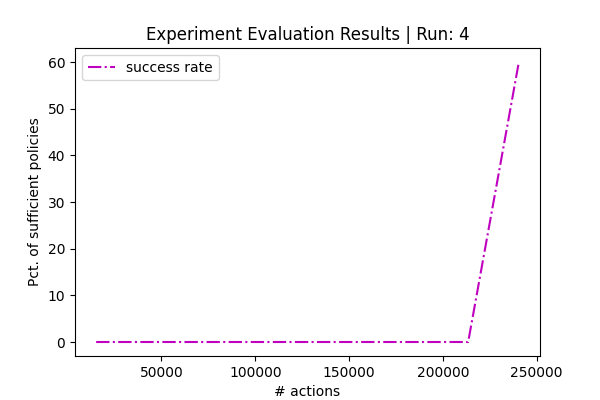 Experiment Evaluation Results | Run: 4
success rate
Pct. of sufficient policies
60
50
40
30
20
10
0
50000 100000 150000 200000 250000
# actions